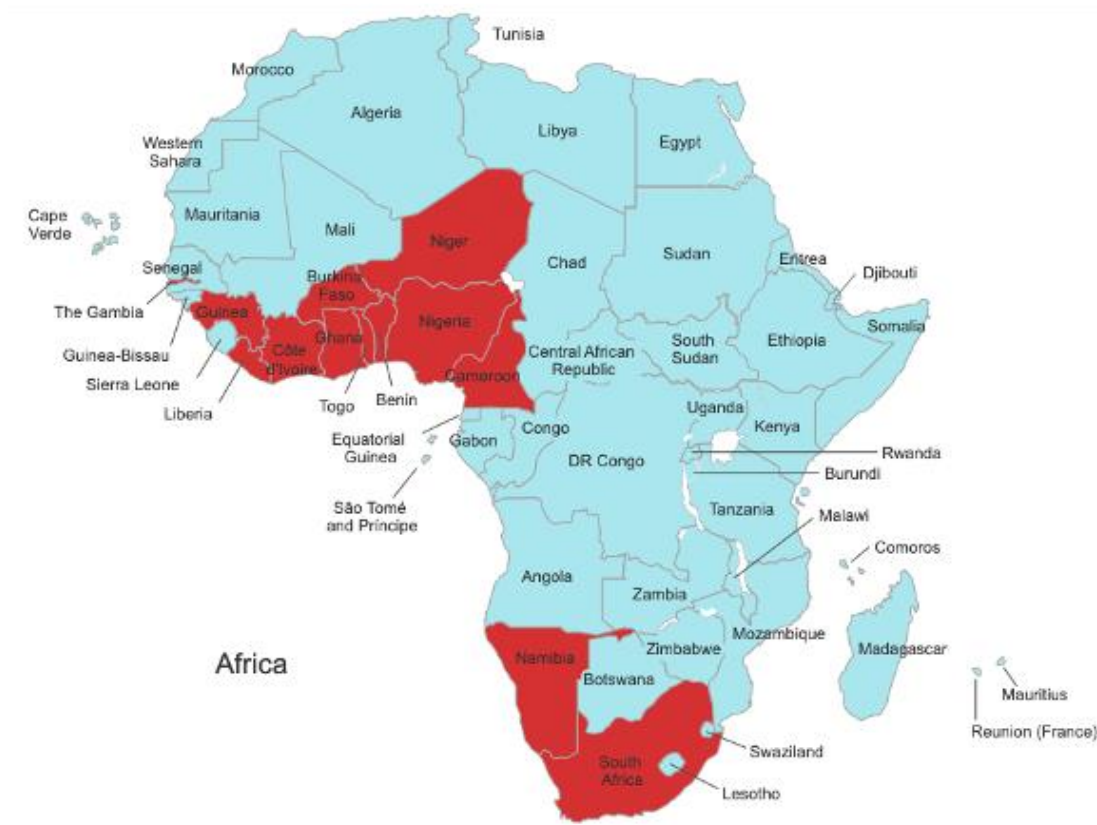 Tunisia
Morocco
Algeria
Libya
Egypt
Western
Sahara
Cape
Verde
Mauritania
Mali
Niger
Chad
Sudan
Eritrea
Djibouti
Senegal
The Gambia
Burkina
Faso
Guinea
Nigeria
Somalia
Guinea-Bissau
Ghana
Côte
d'Ivoire
Central African
Republic
South
Sudan
Ethiopia
Sierra Leone
Cameroon
Liberia
Togo
Benin
Uganda
Kenya
Equatorial
Guinea
Gabon
Congo
DR Congo
Rwanda
Burundi
São Tomé
and Príncipe
Tanzania
Malawi
Comoros
Angola
Zambia
Mozambique
Zimbabwe
Madagascar
Africa
Namibia
Botswana
Mauritius
Reunion (France)
Swaziland
South
Africa
Lesotho